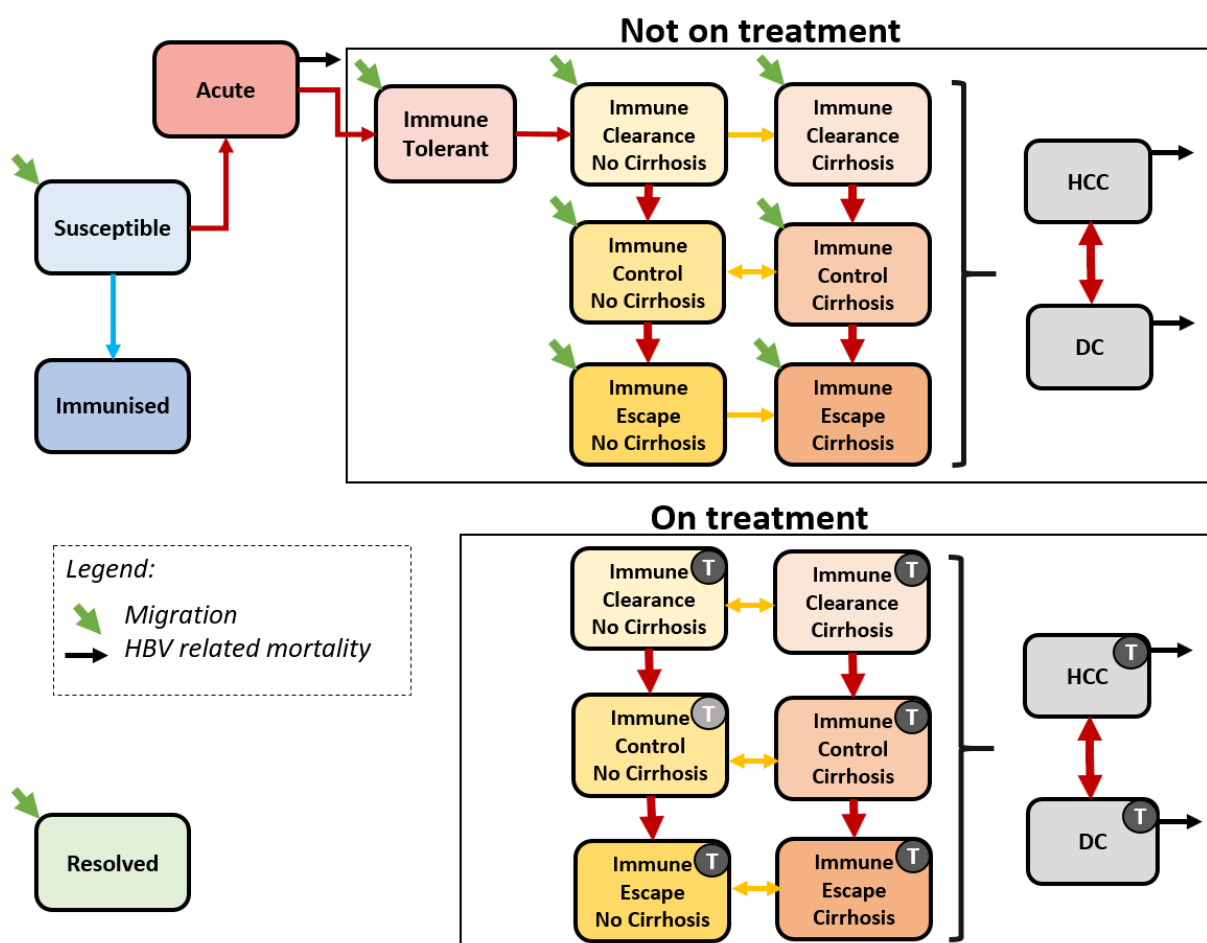 Not on treatment
Acute
Immune
Tolerant
Immune
Clearance
No Cirrhosis
Immune
Clearance
Cirrhosis
HCC
Susceptible
Immune
Control
No Cirrhosis
Immune
Control
Cirrhosis
DC
Immunised
Immune
Escape
No Cirrhosis
Immune
Escape
Cirrhosis
On treatment
Legend:
Migration
HBV related mortality
T
Immune
Clearance
No Cirrhosis
T
Immune
Clearance
Cirrhosis
T
HCC
T
Immune
Control
No Cirrhosis
T
Immune
Control
Cirrhosis
T
DC
Resolved
T
Immune
Escape
No Cirrhosis
T
Immune
Escape
Cirrhosis